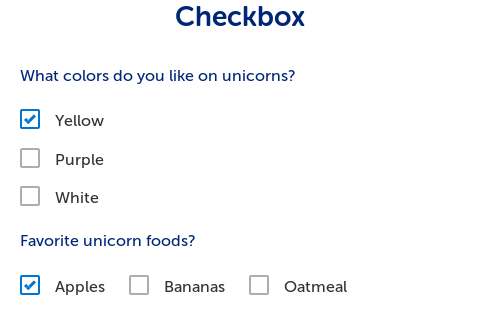 Checkbox
What colors do you like on unicorns?
Yellow
Purple
White
Favorite unicorn foods?
Apples Bananas Oatmeal